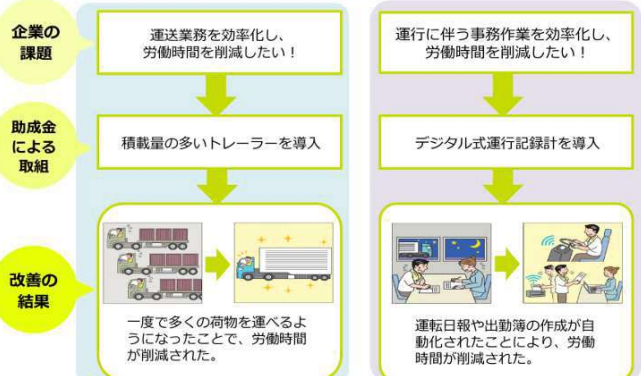 企業の
課題
運送業務を効率化し、
労働時間を削減したい！
運行に伴う事務作業を効率化し、
労働時間を削減したい！
助成金
による
取組
積載量の多いトレーラーを導入
デジタル式運行記録計を導入
改善の
結果
一度で多くの荷物を運べるよ
うになったことで、労働時間
が削減された。
運転日報や出勤簿の作成が自
動化されたことにより、労働
時間が削減された。